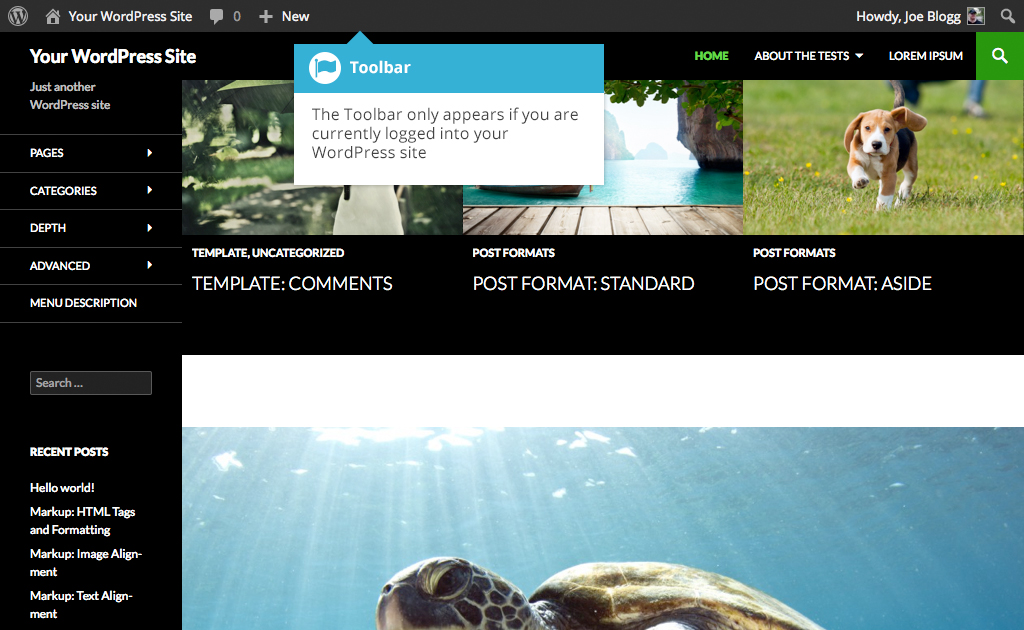 Your WordPress Site 0 New Howdy, Joe Blogg
Your WordPress Site
Just another
WordPress site
HOME ABOUT THE TESTS LOREM IPSUM
Toolbar
The Toolbar only appears if you are
currently logged into your
WordPress site
PAGES
CATEGORIES
DEPTH
ADVANCED
MENU DESCRIPTION
TEMPLATE, UNCATEGORIZED
TEMPLATE: COMMENTS
POST FORMATS
POST FORMAT: STANDARD
POST FORMATS
POST FORMAT: ASIDE
Search ...
RECENT POSTS
Hello world!
Markup: HTML Tags
and Formatting
Markup: Image Align-
ment
Markup: Text Align-
ment